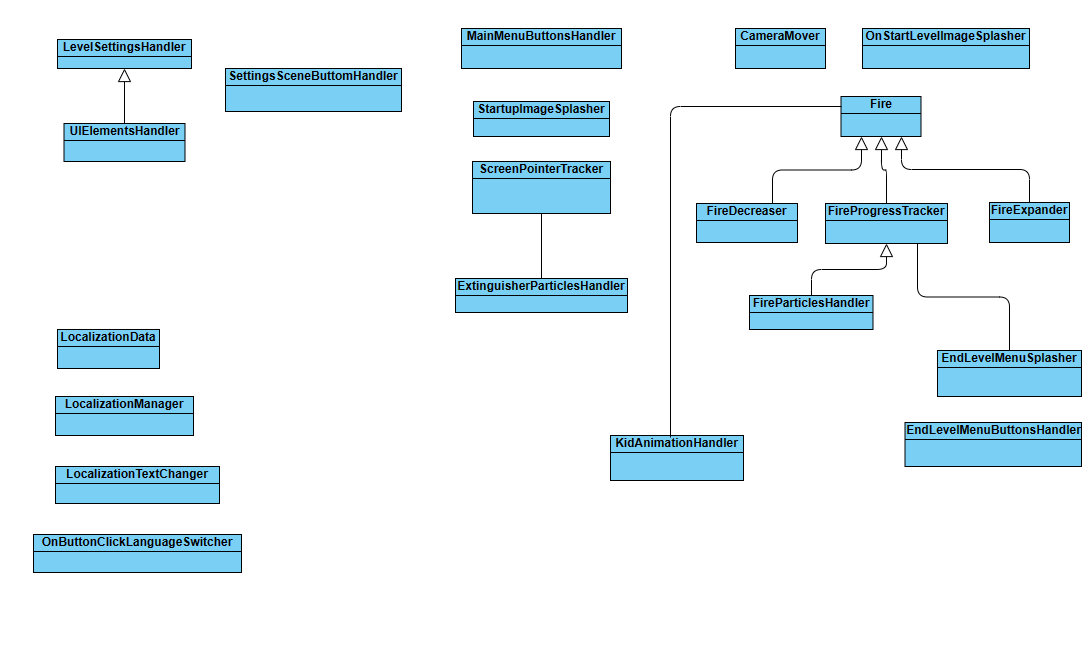 MainMenuButtonsHandler
CameraMover
OnStartLevelImageSplasher
LevelSettingsHandler
SettingsSceneButtomHandler
StartupImageSplasher
Fire
UIElementsHandler
ScreenPointerTracker
FireDecreaser
FireProgressTracker
FireExpander
ExtinguisherParticlesHandler
FireParticlesHandler
LocalizationData
EndLevelMenuSplasher
LocalizationManager
EndLevelMenuButtonsHandler
KidAnimationHandler
LocalizationTextChanger
OnButtonClickLanguageSwitcher